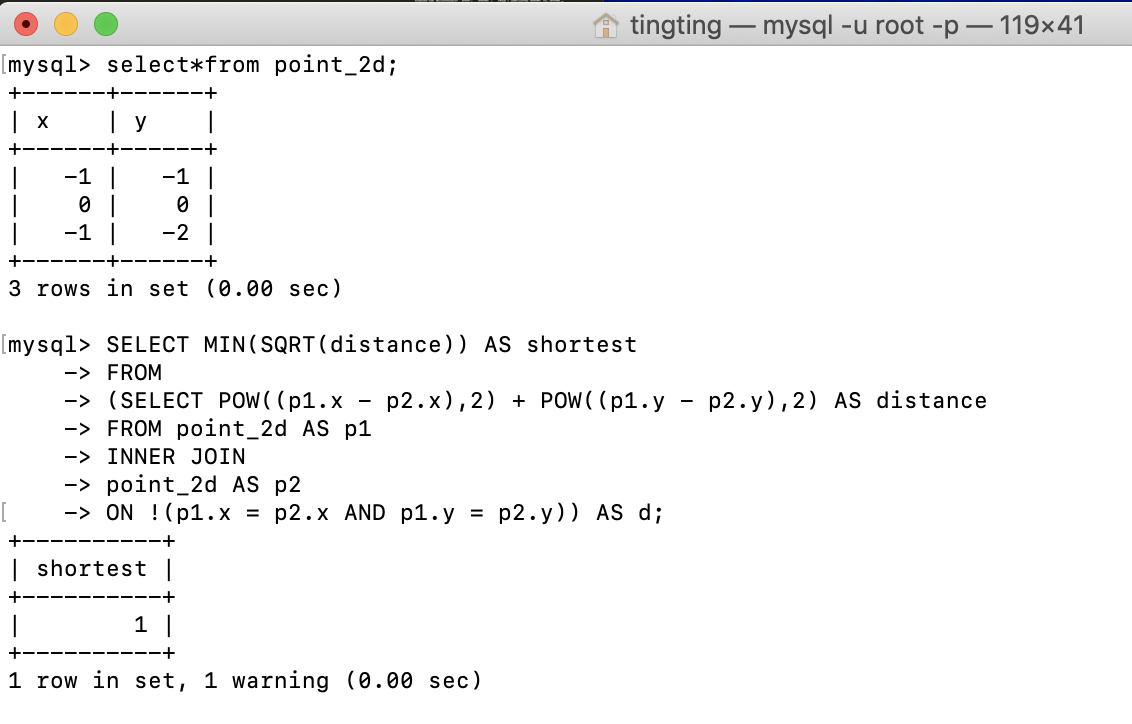 tingting — mysql -u root -p — 119×41
mysql> select*from point_2d;
+------+------+
| x    | y    |
+------+------+
|   -1 |   -1 |
|    0 |    0 |
|   -1 |   -2 |
+------+------+
3 rows in set (0.00 sec)
mysql> SELECT MIN(SQRT(distance)) AS shortest
    -> FROM
    -> (SELECT POW((p1.x - p2.x),2) + POW((p1.y - p2.y),2) AS distance
    -> FROM point_2d AS p1
    -> INNER JOIN
    -> point_2d AS p2
    -> ON !(p1.x = p2.x AND p1.y = p2.y)) AS d;
+----------+
| shortest |
+----------+
|        1 |
+----------+
1 row in set, 1 warning (0.00 sec)